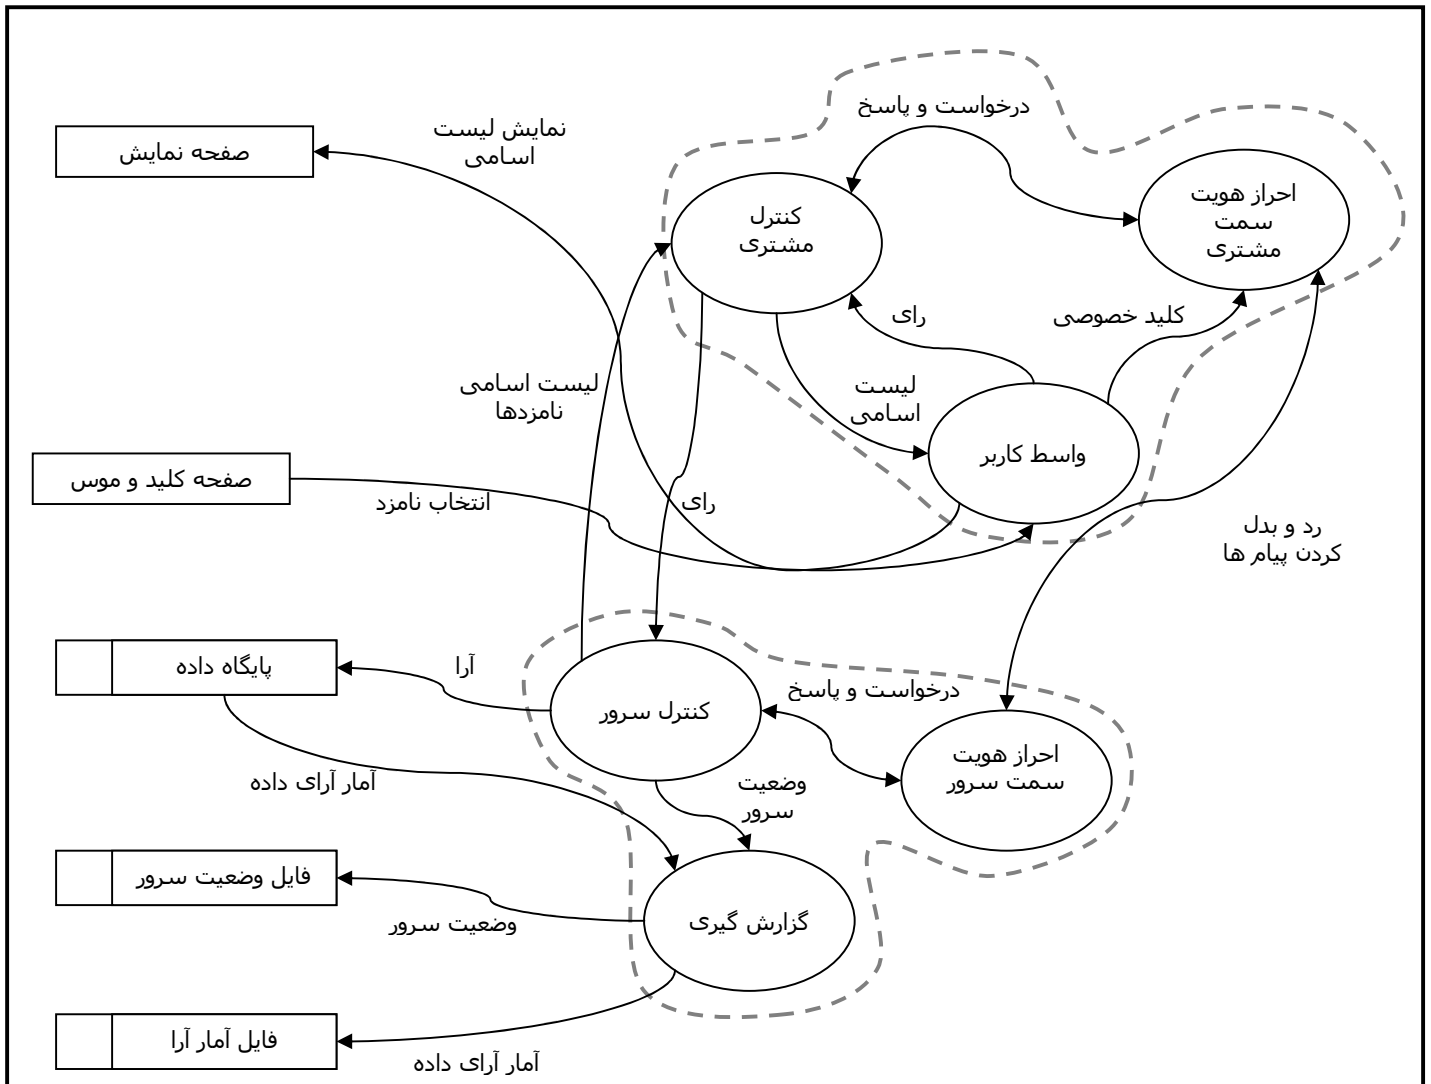 درخواست و پاسخ
نمایش لیست
اسامی
صفحه نمایش
احراز هویت
سمت
مشتری
کنترل
مشتری
رای
کلید خصوصی
لیست اسامی
نامزدها
لیست
اسامی
واسط کاربر
صفحه کلید و موس
انتخاب نامزد
رای
رد و بدل
کردن پیام ها
پایگاه داده
آرا
درخواست و پاسخ
کنترل سرور
احراز هویت
سمت سرور
آمار آرای داده
وضعیت
سرور
فایل وضعیت سرور
وضعیت سرور
گزارش گیری
فایل آمار آرا
آمار آرای داده